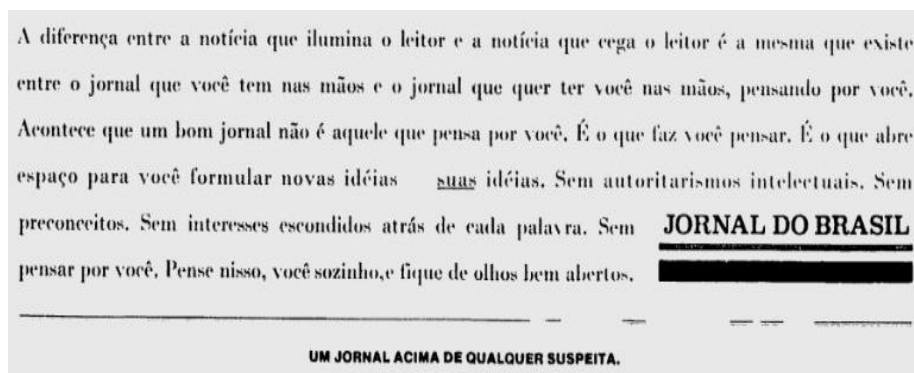 A diferença entre a notícia que ilumina o leitor e a notícia que cega o leitor é a mesma que existe
entre o jornal que você tem nas mãos e o jornal que quer ter você nas mãos, pensando por você.
Acontece que um bom jornal não é aquele que pensa por você. É o que faz você pensar. É o que abre
espaço para você formular novas idéias suas idéias. Sem autoritarismos intelectuais. Sem
preconceitos. Sem interesses escondidos atrás de cada palavra. Sem
pensar por você. Pense nisso, você sozinho,e fique de olhos bem abertos.
JORNAL DO BRASIL
UM JORNAL ACIMA DE QUALQUER SUSPEITA.